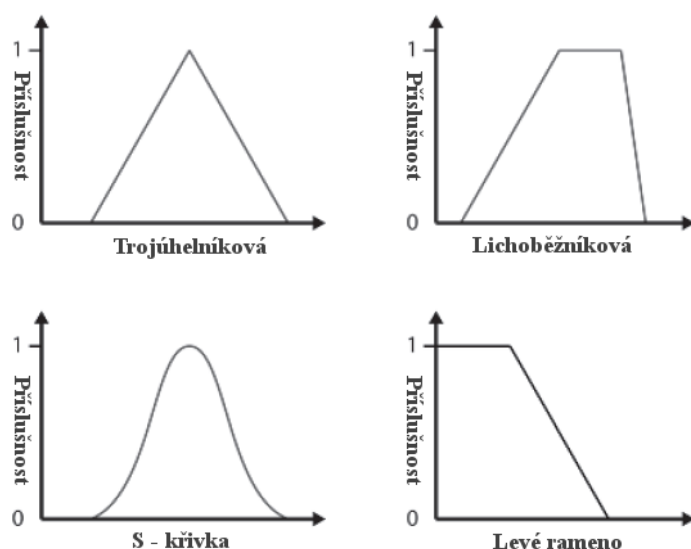 1
Příslušnost
0
Trojúhelníková
1
Příslušnost
0
Lichoběžníková
1
Příslušnost
0
S - křivka
1
Příslušnost
0
Levé rameno